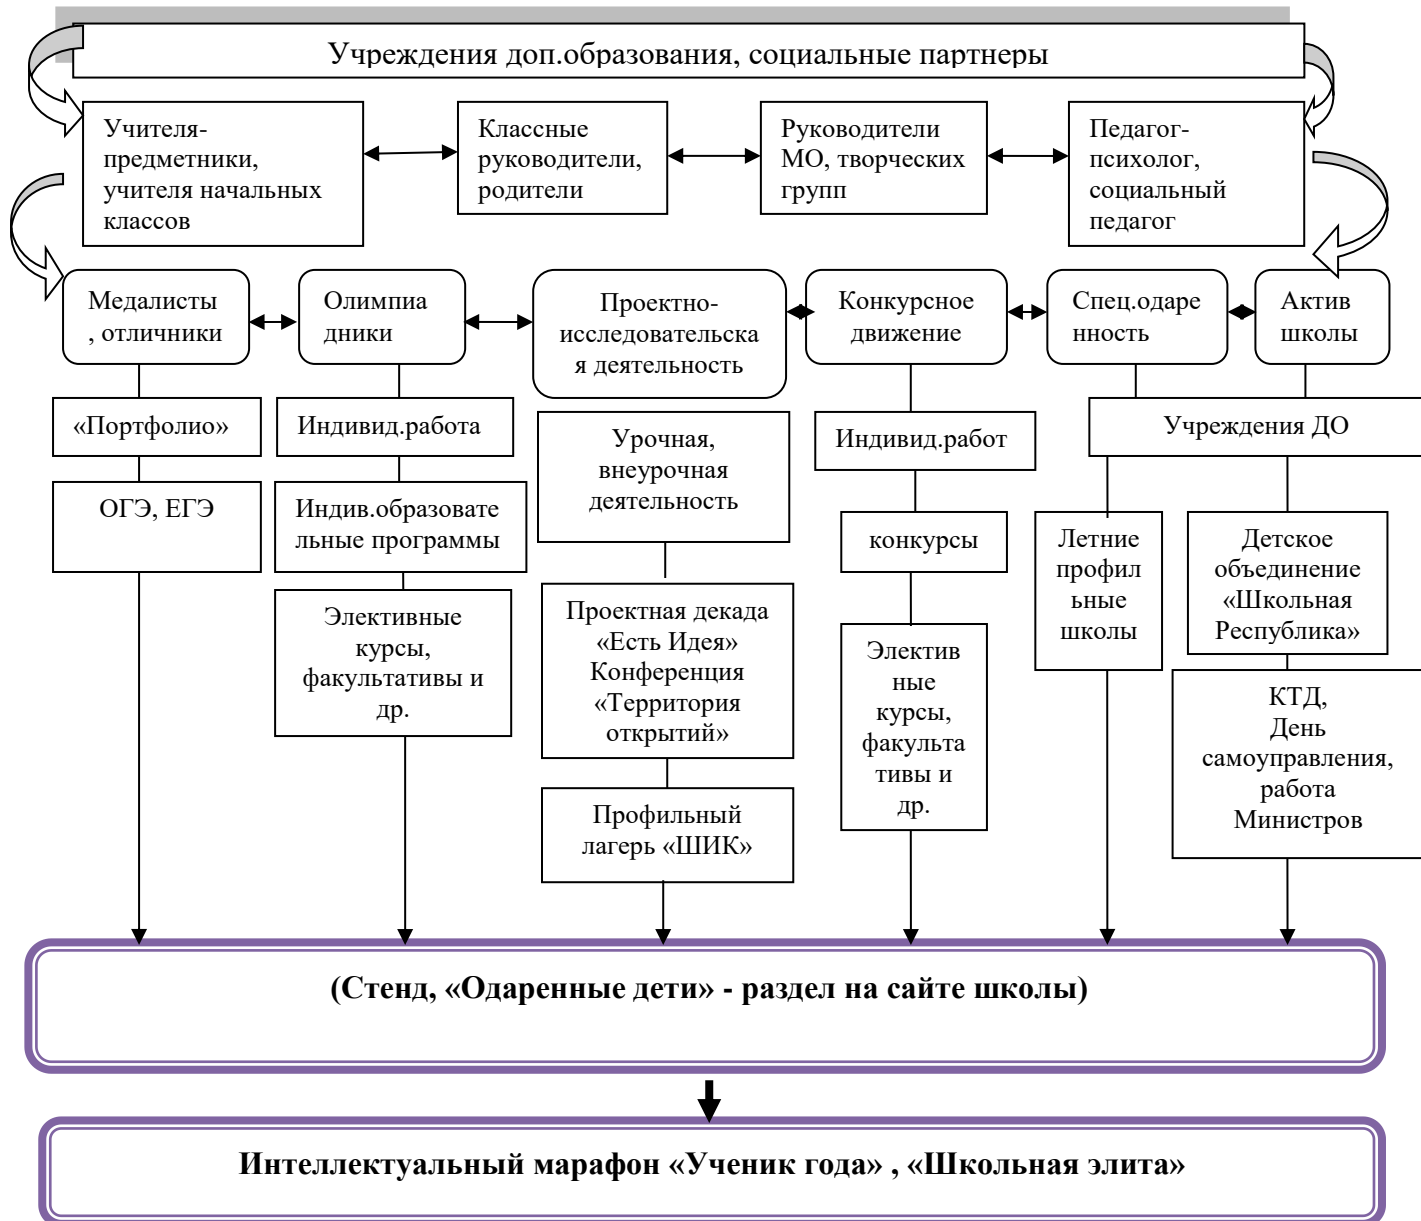 Учреждения доп.образования, социальные партнеры
Учителя-
предметники,
учителя начальных
классов
Классные
руководители,
родители
Руководители
МО, творческих
групп
Педагог-
психолог,
социальный
педагог
Медалисты
, отличники
Олимпиа
дники
Проектно-
исследовательска
я деятельность
Конкурсное
движение
Спец.одаре
нность
Актив
школы
«Портфолио»
Индивид.работа
Урочная,
внеурочная
деятельность
Индивид.работ
Учреждения ДО
ОГЭ, ЕГЭ
Индив.образовате
льные программы
конкурсы
Летние
профил
ьные
школы
Детское
объединение
«Школьная
Республика»
Элективные
курсы,
факультативы и
др.
Проектная декада
«Есть Идея»
Конференция
«Территория
открытий»
Электив
ные
курсы,
факульта
тивы и
др.
КТД,
День
самоуправления,
работа
Министров
Профильный
лагерь «ШИК»
(Стенд, «Одаренные дети» - раздел на сайте школы)
Интеллектуальный марафон «Ученик года» , «Школьная элита»